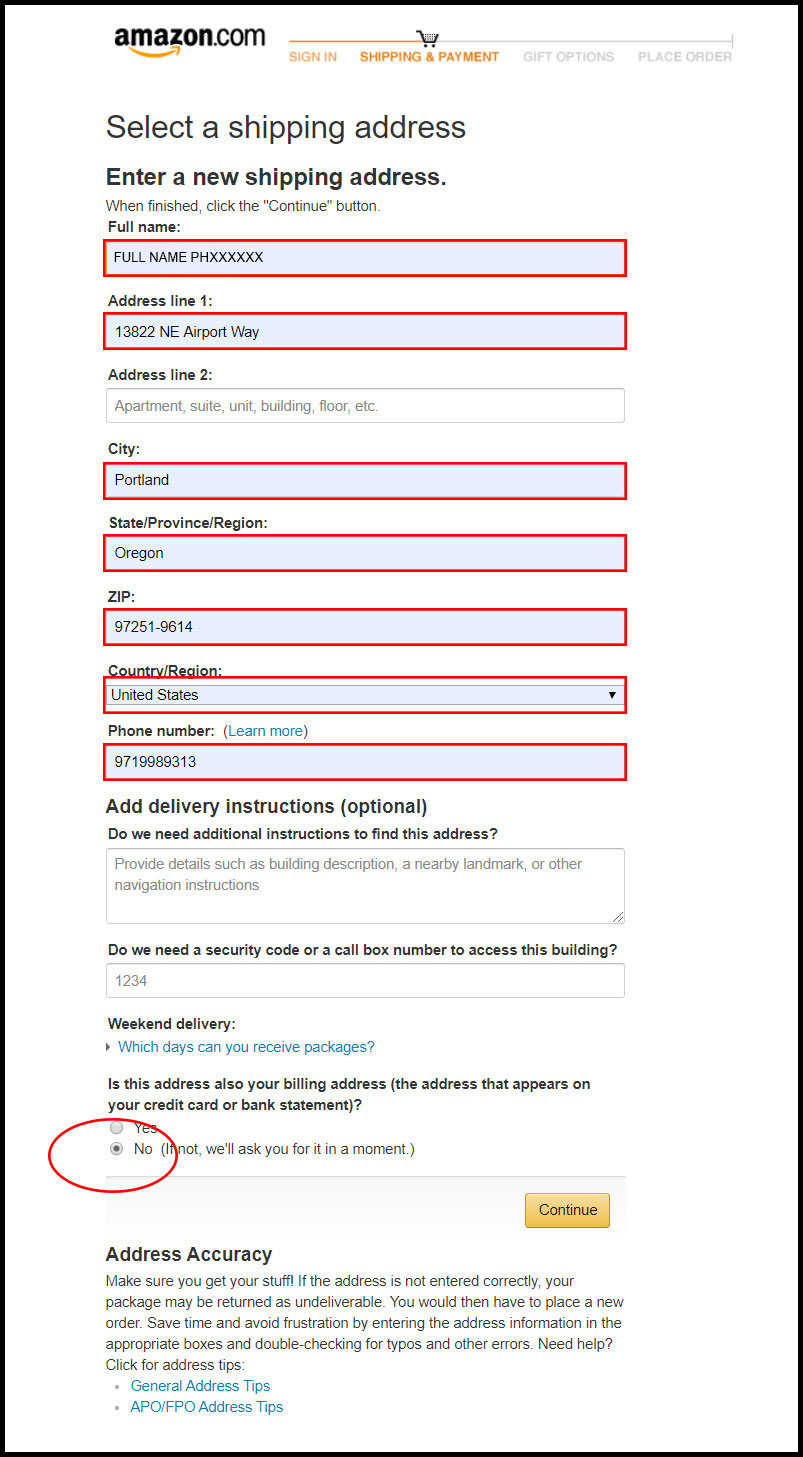 amazon.com
SIGN IN SHIPPING & PAYMENT GIFT OPTIONS PLACE ORDER
Select a shipping address
Enter a new shipping address.
When finished, click the "Continue" button.
Full name:
FULL NAME PHXXXXXX
Address line 1:
13822 NE Airport Way
Address line 2:
Apartment, suite, unit, building, floor, etc.
City:
Portland
State/Province/Region:
Oregon
ZIP:
97251-9614
Country/Region:
United States
Phone number: (Learn more)
9719989313
Add delivery instructions (optional)
Do we need additional instructions to find this address?
Provide details such as building description, a nearby landmark, or other
navigation instructions
Do we need a security code or a call box number to access this building?
1234
Weekend delivery:
Which days can you receive packages?
Is this address also your billing address (the address that appears on
your credit card or bank statement)?
Yes
No (If not, we'll ask you for it in a moment.)
Continue
Address Accuracy
Make sure you get your stuff! If the address is not entered correctly, your
package may be returned as undeliverable. You would then have to place a new
order. Save time and avoid frustration by entering the address information in the
appropriate boxes and double-checking for typos and other errors. Need help?
Click for address tips:
General Address Tips
APO/FPO Address Tips